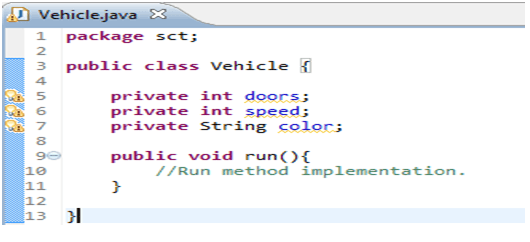 Vehicle.java
1 package sct;
2
3 public class Vehicle {
4
5     private int doors;
6     private int speed;
7     private String color;
8
9     public void run(){
10         //Run method implementation.
11     }
12
13 }